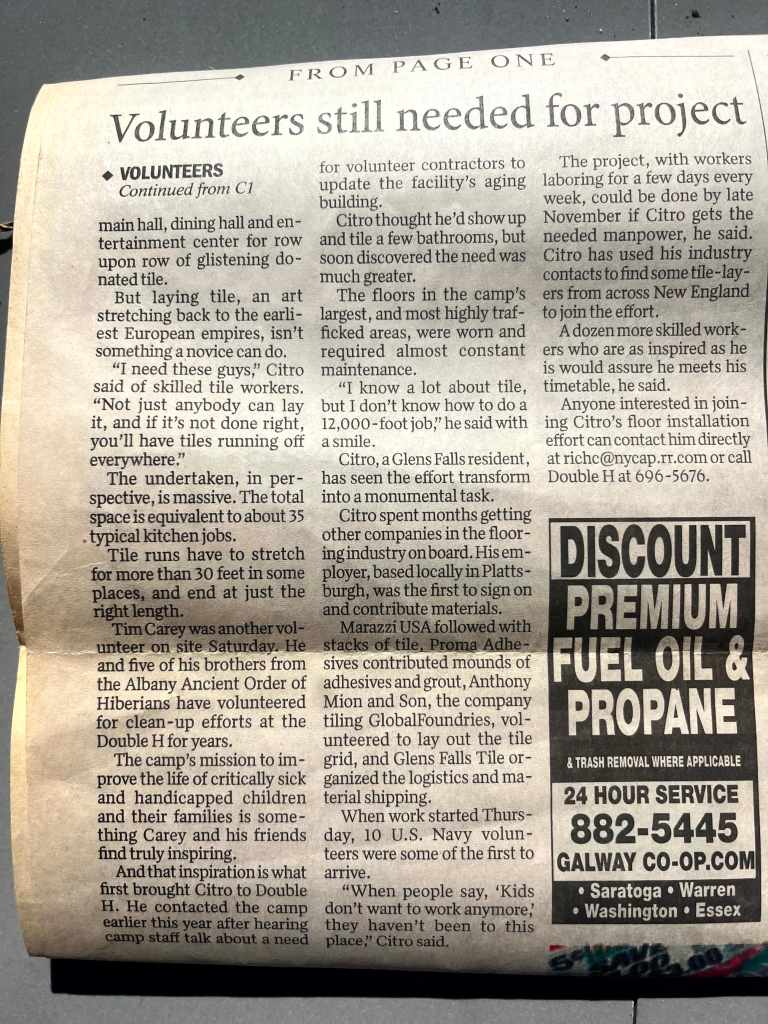 FROM PAGE ONE
Volunteers still needed for project
◆ VOLUNTEERS
Continued from C1
main hall, dining hall and en-
tertainment center for row
upon row of glistening do-
nated tile.
But laying tile, an art
stretching back to the earli-
est European empires, isn't
something a novice can do.
"I need these guys," Citro
said of skilled tile workers.
"Not just anybody can lay
it, and if it's not done right,
you'll have tiles running off
everywhere."
The undertaken, in per-
spective, is massive. The total
space is equivalent to about 35
typical kitchen jobs.
Tile runs have to stretch
for more than 30 feet in some
places, and end at just the
right length.
Tim Carey was another vol-
unteer on site Saturday. He
and five of his brothers from
the Albany Ancient Order of
Hiberians have volunteered
for clean-up efforts at the
Double H for years.
The camp's mission to im-
prove the life of critically sick
and handicapped children
and their families is some-
thing Carey and his friends
find truly inspiring.
And that inspiration is what
first brought Citro to Double
H. He contacted the camp
earlier this year after hearing
camp staff talk about a need
for volunteer contractors to
update the facility's aging
building.
Citro thought he'd show up
and tile a few bathrooms, but
soon discovered the need was
much greater.
The floors in the camp's
largest, and most highly traf-
ficked areas, were worn and
required almost constant
maintenance.
"I know a lot about tile,
but I don't know how to do a
12,000-foot job," he said with
a smile.
Citro, a Glens Falls resident,
has seen the effort transform
into a monumental task.
Citro spent months getting
other companies in the floor-
ing industry on board. His em-
ployer, based locally in Platts-
burgh, was the first to sign on
and contribute materials.
Marazzi USA followed with
stacks of tile, Proma Adhe-
sives contributed mounds of
adhesives and grout, Anthony
Mion and Son, the company
tiling GlobalFoundries, vol-
unteered to lay out the tile
grid, and Glens Falls Tile or-
ganized the logistics and ma-
terial shipping.
When work started Thurs-
day, 10 U.S. Navy volun-
teers were some of the first to
arrive.
"When people say, 'Kids
don't want to work anymore,'
they haven't been to this
place," Citro said.
The project, with workers
laboring for a few days every
week, could be done by late
November if Citro gets the
needed manpower, he said.
Citro has used his industry
contacts to find some tile-lay-
ers from across New England
to join the effort.
A dozen more skilled work-
ers who are as inspired as he
is would assure he meets his
timetable, he said.
Anyone interested in join-
ing Citro's floor installation
effort can contact him directly
at richc@nycap.rr.com or call
Double H at 696-5676.
DISCOUNT
PREMIUM
FUEL OIL &
PROPANE
& TRASH REMOVAL WHERE APPLICABLE
24 HOUR SERVICE
882-5445
GALWAY CO-OP.COM
• Saratoga • Warren
• Washington • Essex